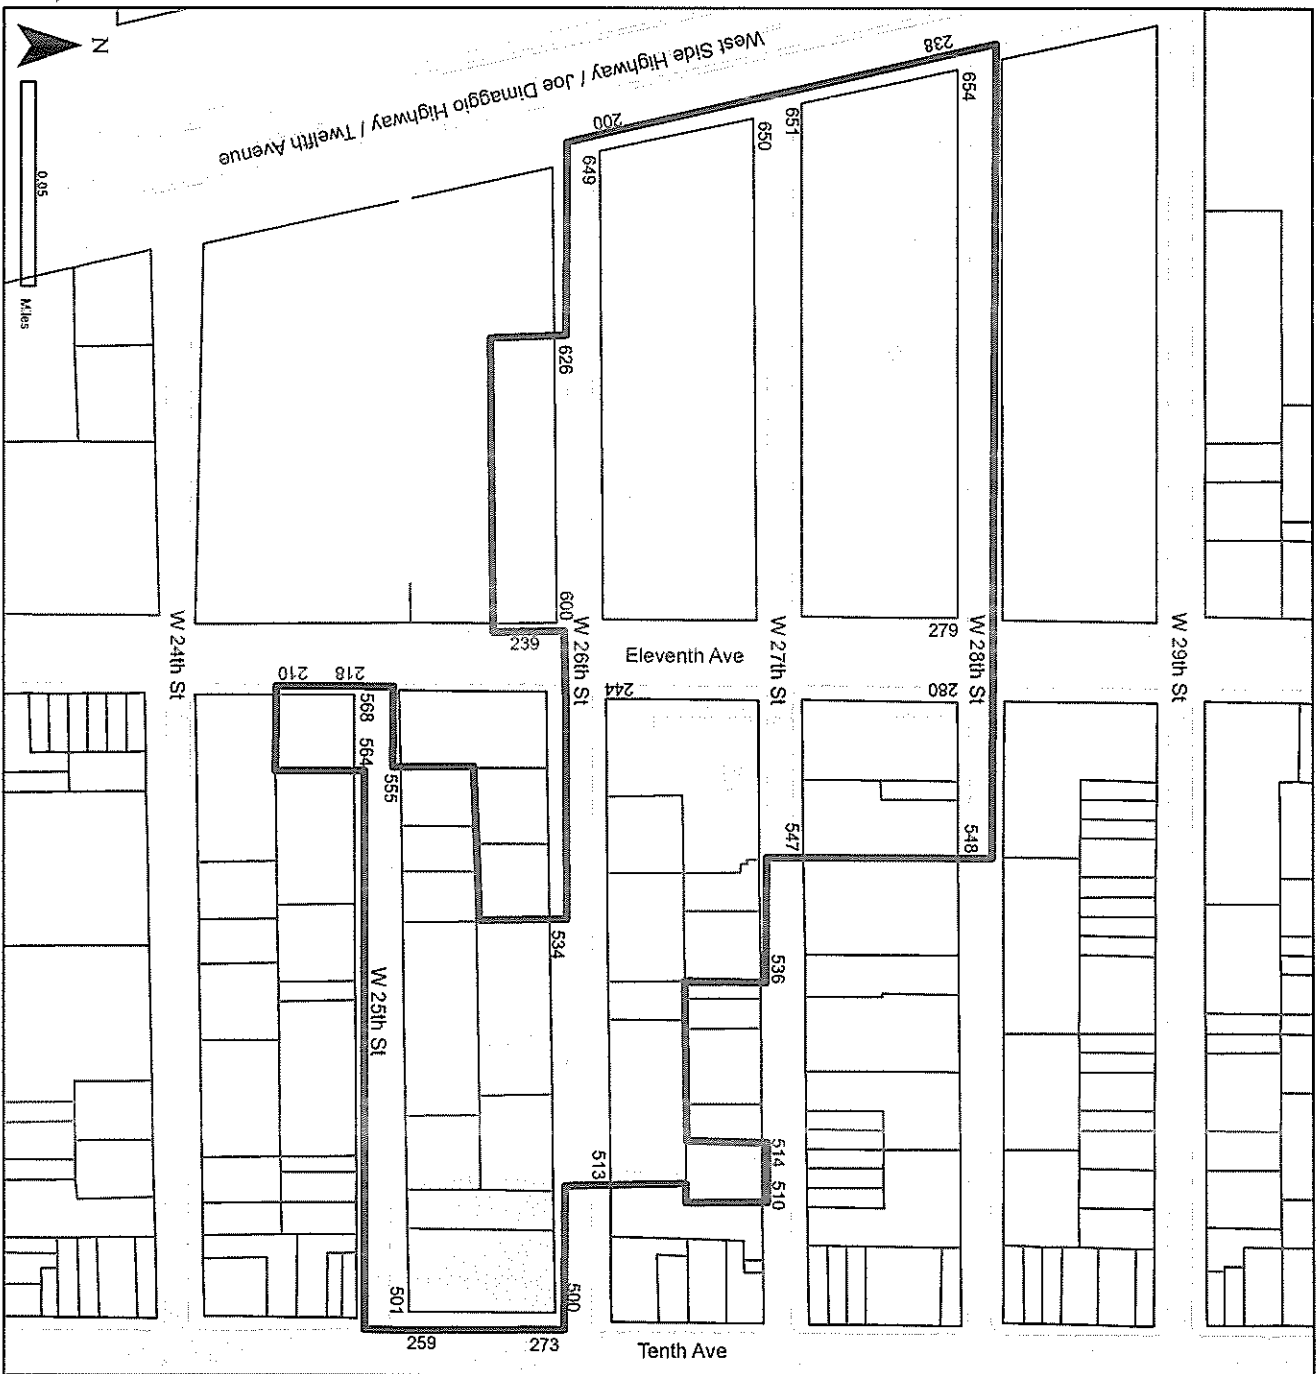 N
0.05
Miles
West Side Highway / Joe Dimaggio Highway / Twelfth Avenue
238
654
651
650
200
649
626
600
239
W 24th St
W 26th St
Eleventh Ave
W 27th St
279
W 28th St
W 29th St
210
218
568
564
555
244
280
547
548
534
536
W 25th St
513
514
510
501
500
259
273
Tenth Ave